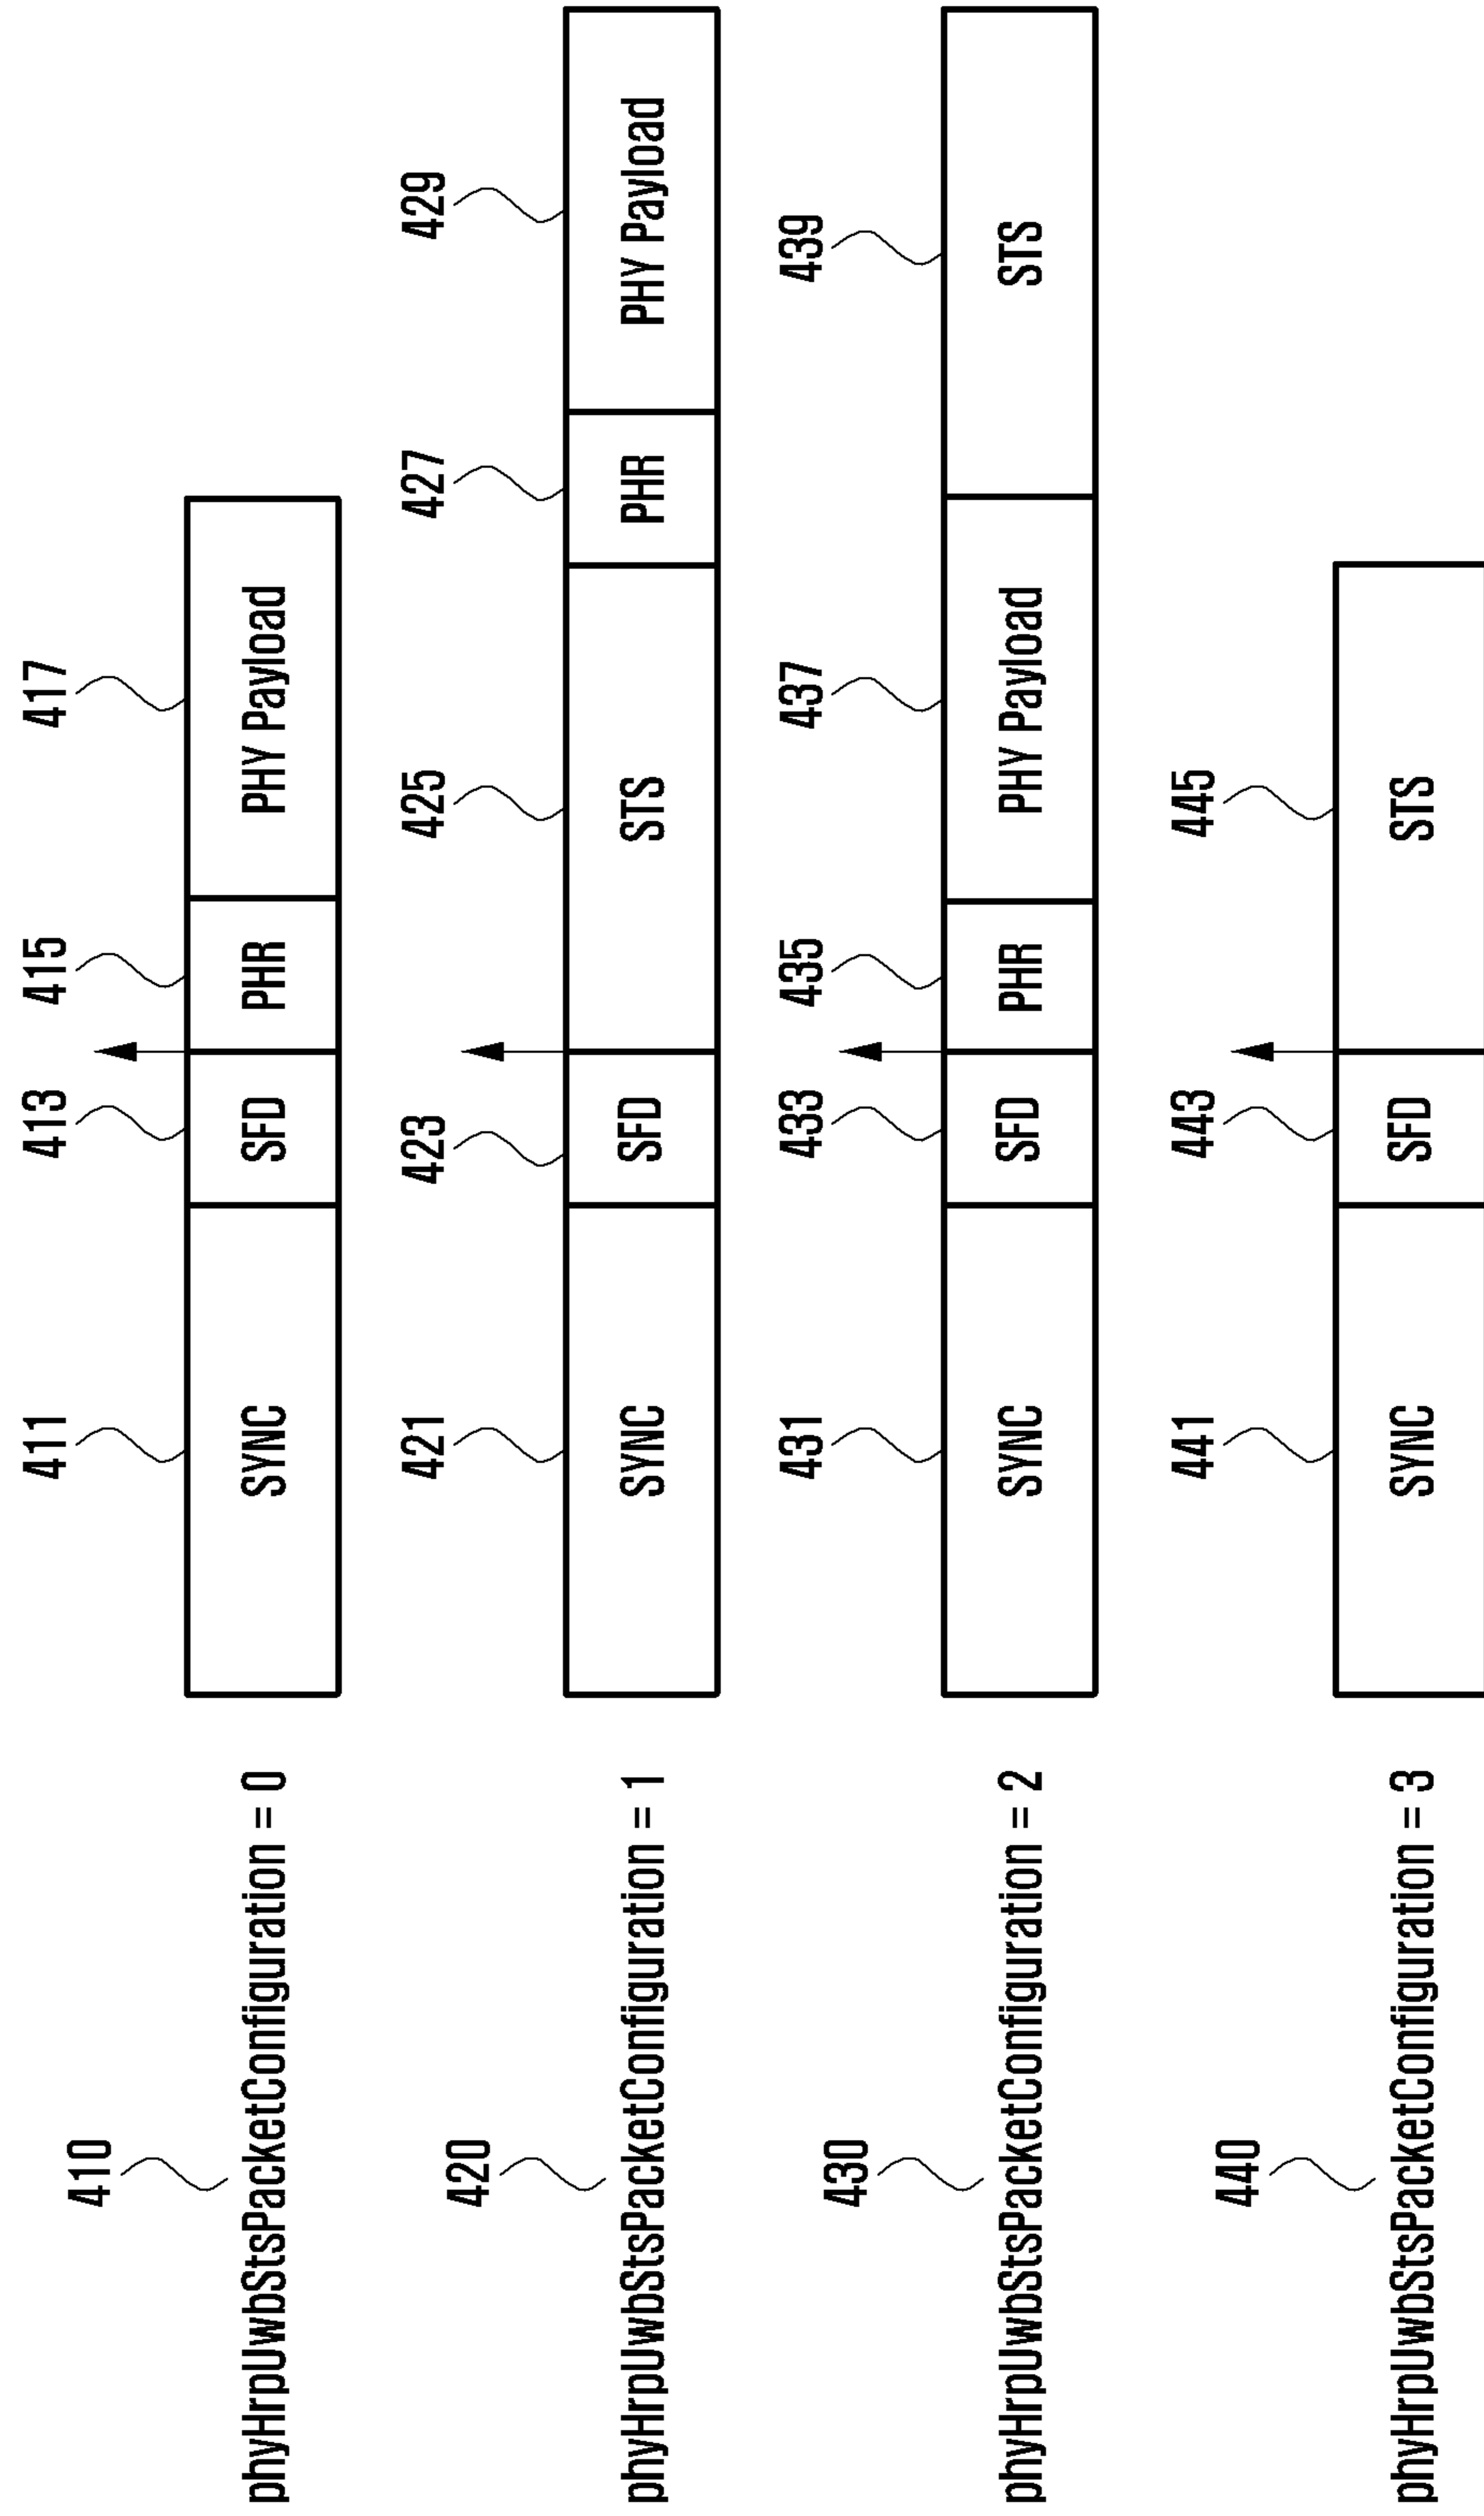 411 413 415 417
410
phyHrpUwbStsPacketConfiguration = 0 SYNC SFD PHR PHY Payload
421 423 425 427 429
420
phyHrpUwbStsPacketConfiguration = 1 SYNC SFD STS PHR PHY Payload
431 433 435 437 439
430
phyHrpUwbStsPacketConfiguration = 2 SYNC SFD PHR PHY Payload STS
441 443 445
440
phyHrpUwbStsPacketConfiguration = 3 SYNC SFD STS